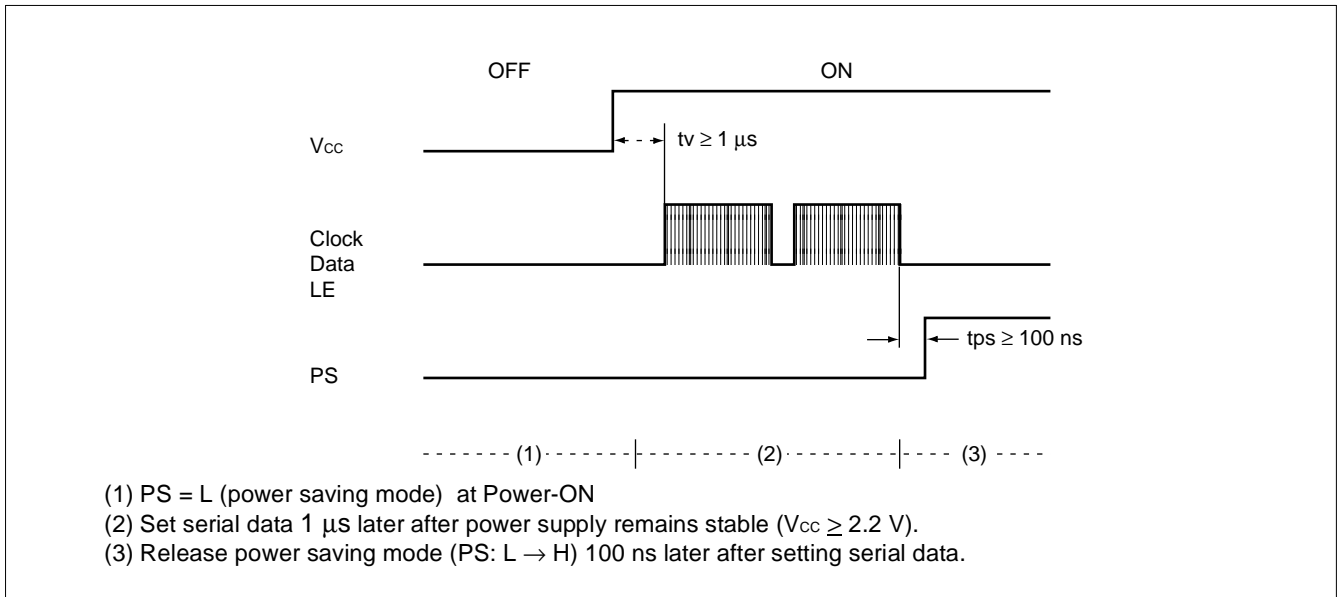 OFF ON
Vcc
tv ≥ 1 μs
Clock
Data
LE
tps ≥ 100 ns
PS
(1) (2) (3)
(1) PS = L (power saving mode) at Power-ON
(2) Set serial data 1 μs later after power supply remains stable (Vcc ≥ 2.2 V).
(3) Release power saving mode (PS: L → H) 100 ns later after setting serial data.